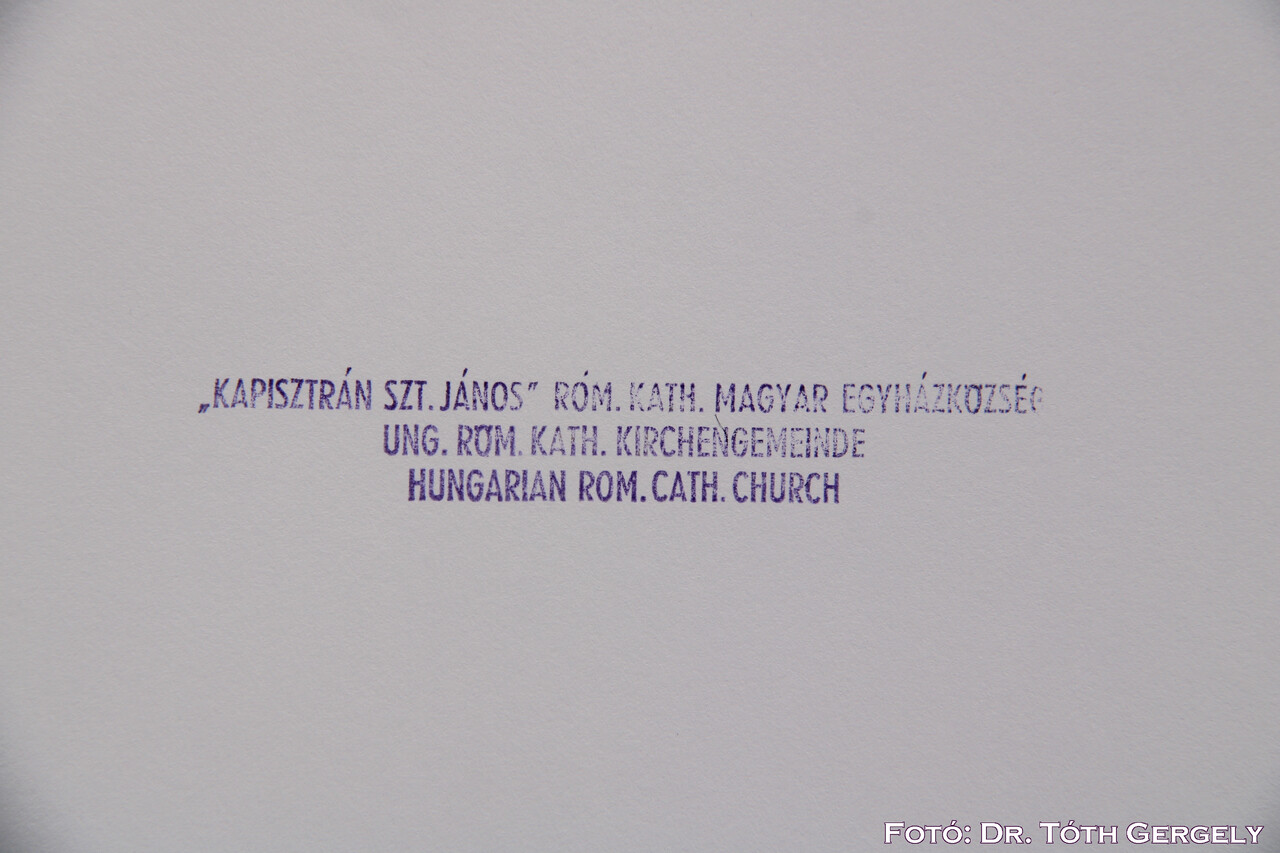 „KAPISZTRÁN SZT. JÁNOS” RÓM. KATH. MAGYAR EGYHÁZKÖZSÉG
UNG. RÖM. KATH. KIRCHENGEMEINDE
HUNGARIAN ROM. CATH. CHURCH
Fotó: Dr. Tóth Gergely